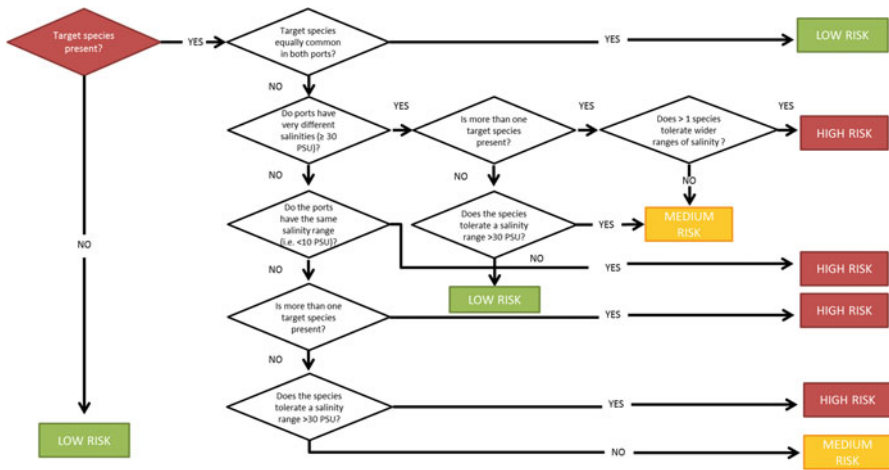 Target species
present?
YES
Target species
equally common
in both ports?
YES
LOW RISK
NO
Do ports have
very different
salinities (≥ 30
PSU)?
YES
Is more than one
target species
present?
YES
Does > 1 species
tolerate wider
ranges of salinity ?
YES
HIGH RISK
NO
NO
NO
Do the ports
have the same
salinity range
(i.e. <10 PSU)?
Does the species
tolerate a salinity
range >30 PSU?
YES
MEDIUM
RISK
NO
NO
YES
HIGH RISK
NO
LOW RISK
Is more than one
target species
present?
YES
HIGH RISK
NO
Does the species
tolerate a salinity
range >30 PSU?
YES
HIGH RISK
LOW RISK
NO
MEDIUM
RISK